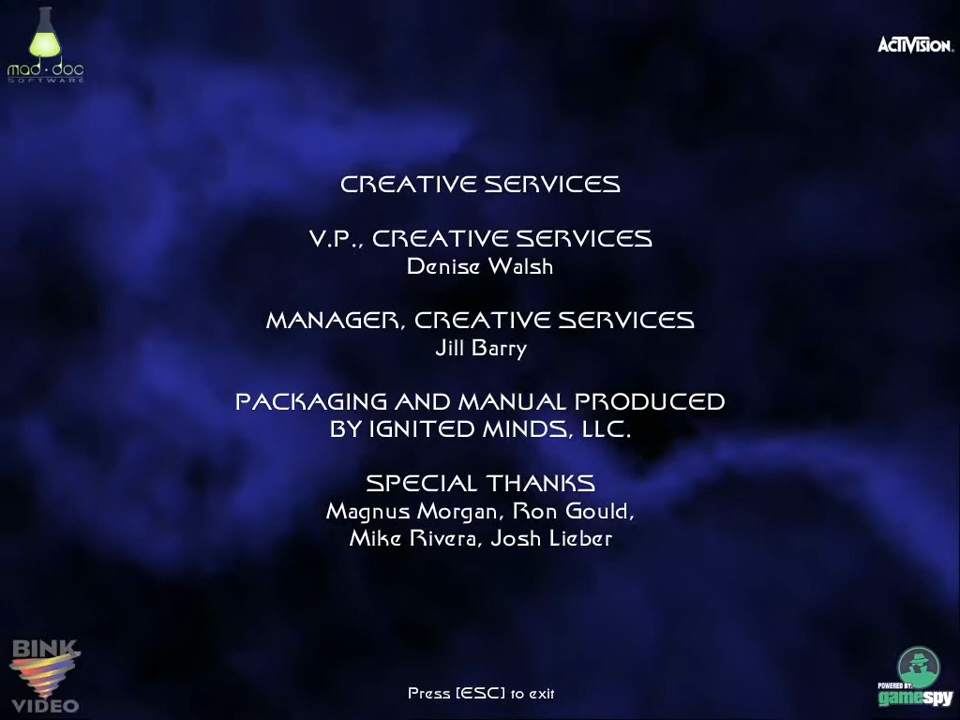 mad·doc
SOFTWARE
ACTIVISION.
CREATIVE SERVICES
V.P., CREATIVE SERVICES
Denise Walsh
MANAGER, CREATIVE SERVICES
Jill Barry
PACKAGING AND MANUAL PRODUCED
BY IGNITED MINDS, LLC.
SPECIAL THANKS
Magnus Morgan, Ron Gould,
Mike Rivera, Josh Lieber
BINK
VIDEO
Press [ESC] to exit
POWERED BY:
gamespy